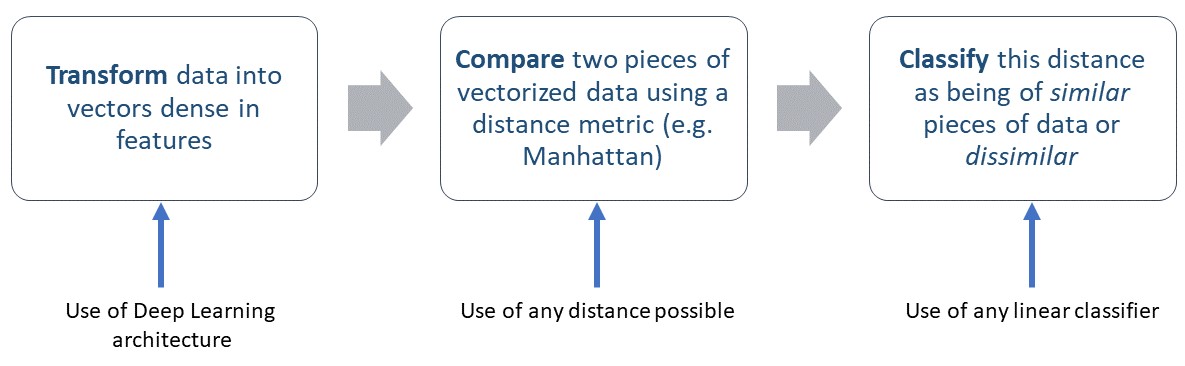 Transform data into
vectors dense in
features
Compare two pieces of
vectorized data using a
distance metric (e.g.
Manhattan)
Classify this distance
as being of similar
pieces of data or
dissimilar
Use of Deep Learning
architecture
Use of any distance possible
Use of any linear classifier